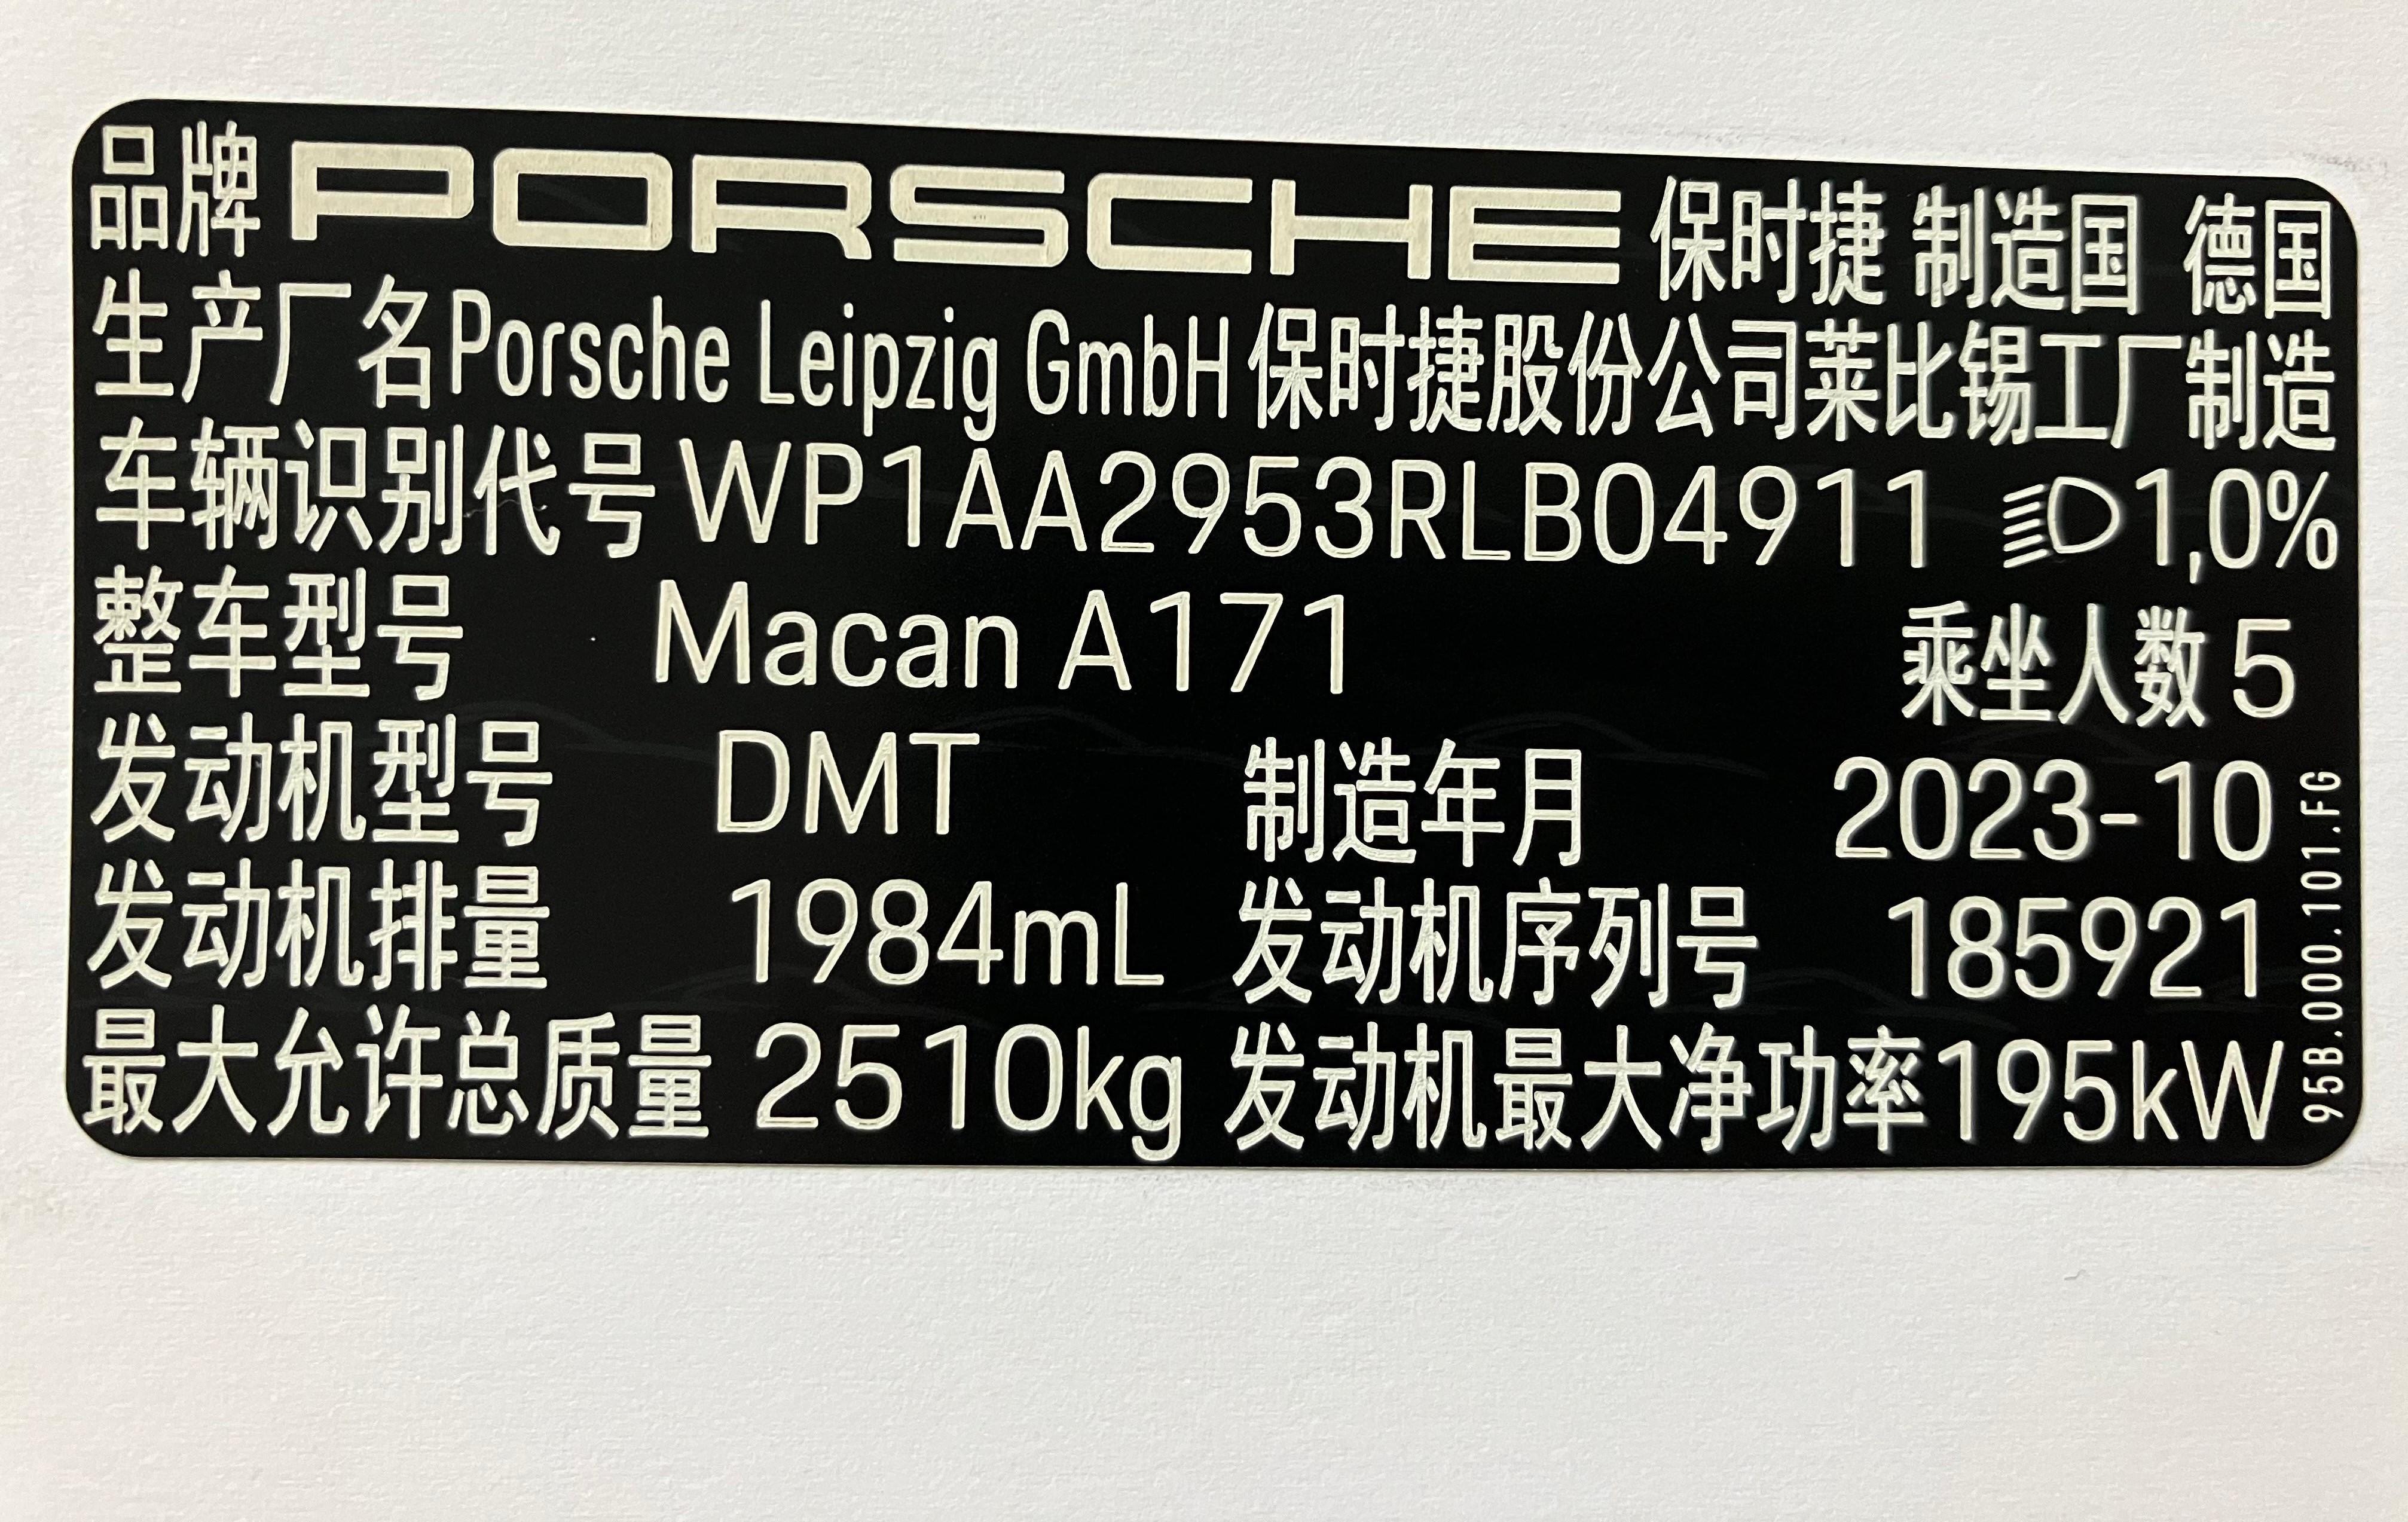 品牌 PORSCHE 保时捷 制造国 德国
生产厂名 Porsche Leipzig GmbH 保时捷股份公司莱比锡工厂制造
车辆识别代号 WP1AA2953RLB04911 1,0%
整车型号 Macan A171 乘坐人数 5
发动机型号 DMT 制造年月 2023-10
发动机排量 1984mL 发动机序列号 185921
最大允许总质量 2510kg 发动机最大净功率 195kW
95B.000.101.FG